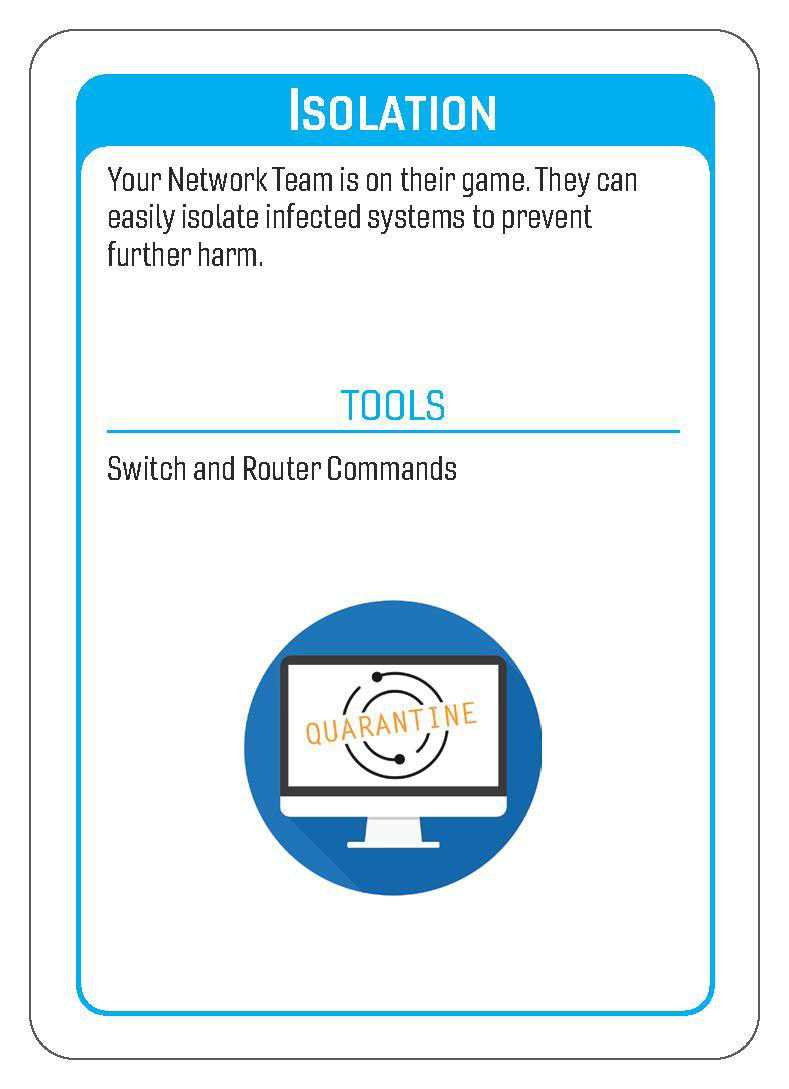 Isolation
Your Network Team is on their game. They can
easily isolate infected systems to prevent
further harm.
TOOLS
Switch and Router Commands
QUARANTINE